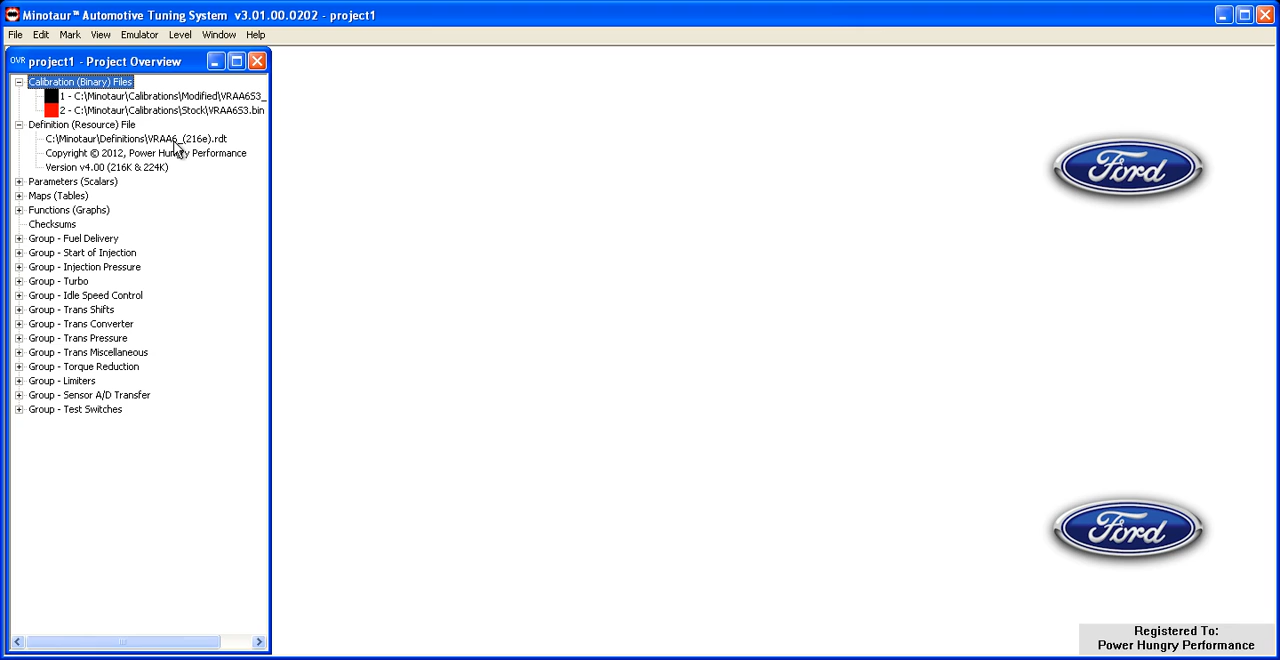 Minotaur™ Automotive Tuning System v3.01.00.0202 - project1
File Edit Mark View Emulator Level Window Help
OVR project1 - Project Overview
Calibration (Binary) Files
1 - C:\Minotaur\Calibrations\Modified\VRAA6S3_
2 - C:\Minotaur\Calibrations\Stock\VRAA6S3.bin
Definition (Resource) File
C:\Minotaur\Definitions\VRAA6_(216e).rdt
Copyright © 2012, Power Hungry Performance
Version v4.00 (216K & 224K)
Parameters (Scalars)
Maps (Tables)
Functions (Graphs)
Checksums
Group - Fuel Delivery
Group - Start of Injection
Group - Injection Pressure
Group - Turbo
Group - Idle Speed Control
Group - Trans Shifts
Group - Trans Converter
Group - Trans Pressure
Group - Trans Miscellaneous
Group - Torque Reduction
Group - Limiters
Group - Sensor A/D Transfer
Group - Test Switches
Ford
Ford
Registered To:
Power Hungry Performance